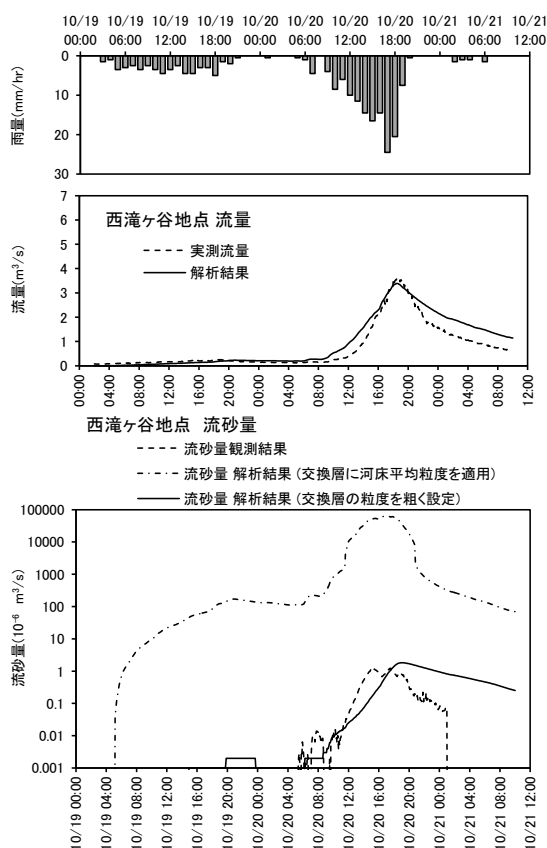 10/19 10/19 10/19 10/19 10/20 10/20 10/20 10/20 10/21 10/21 10/21
00:00 06:00 12:00 18:00 00:00 06:00 12:00 18:00 00:00 06:00 12:00
雨量(mm/hr)
0
10
20
30
流量(m³/s)
7
6
5
4
3
2
1
0
西滝ヶ谷地点 流量
実測流量
解析結果
00:00 04:00 08:00 12:00 16:00 20:00 00:00 04:00 08:00 12:00 16:00 20:00 00:00 04:00 08:00 12:00
西滝ヶ谷地点 流砂量
流砂量観測結果
流砂量 解析結果(交換層に河床平均粒度を適用)
流砂量 解析結果(交換層の粒度を粗く設定)
流砂量(10⁻⁶ m³/s)
100000
10000
1000
100
10
1
0.1
0.01
0.001
10/19 00:00 10/19 04:00 10/19 08:00 10/19 12:00 10/19 16:00 10/19 20:00 10/20 00:00 10/20 04:00 10/20 08:00 10/20 12:00 10/20 16:00 10/20 20:00 10/21 00:00 10/21 04:00 10/21 08:00 10/21 12:00